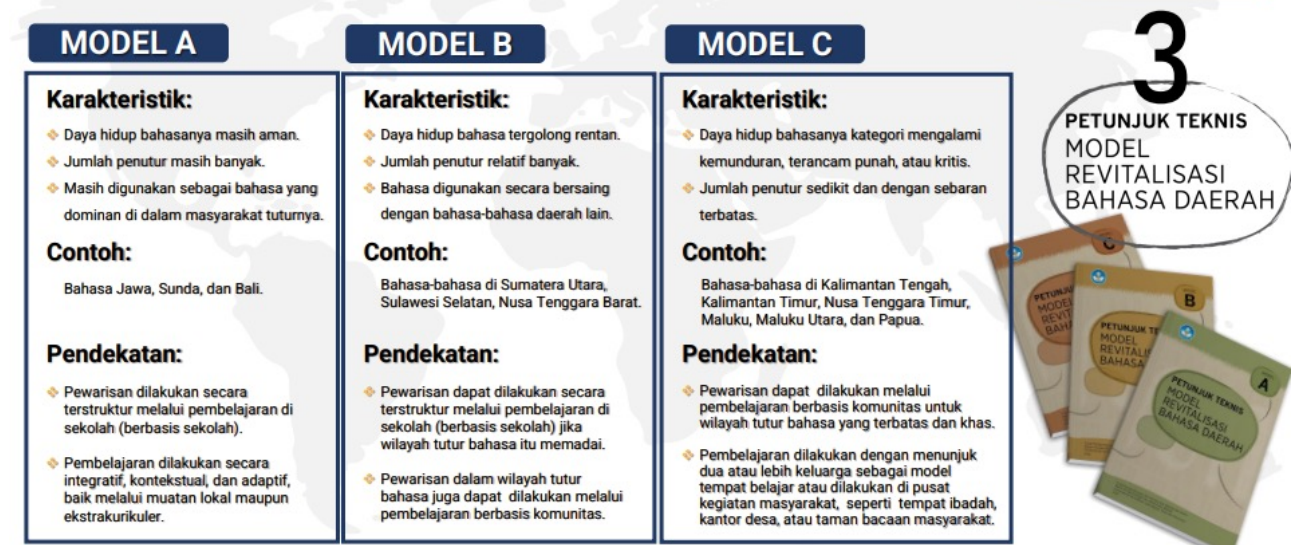 MODEL A
Karakteristik:
Daya hidup bahasanya masih aman.
Jumlah penutur masih banyak.
Masih digunakan sebagai bahasa yang
dominan di dalam masyarakat tuturnya.
Contoh:
Bahasa Jawa, Sunda, dan Bali.
Pendekatan:
Pewarisan dilakukan secara
terstruktur melalui pembelajaran di
sekolah (berbasis sekolah).
Pembelajaran dilakukan secara
integratif, kontekstual, dan adaptif,
baik melalui muatan lokal maupun
ekstrakurikuler.
MODEL B
Karakteristik:
Daya hidup bahasa tergolong rentan.
Jumlah penutur relatif banyak.
Bahasa digunakan secara bersaing
dengan bahasa-bahasa daerah lain.
Contoh:
Bahasa-bahasa di Sumatera Utara,
Sulawesi Selatan, Nusa Tenggara Barat.
Pendekatan:
Pewarisan dapat dilakukan secara
terstruktur melalui pembelajaran di
sekolah (berbasis sekolah) jika
wilayah tutur bahasa itu memadai.
Pewarisan dalam wilayah tutur
bahasa juga dapat dilakukan melalui
pembelajaran berbasis komunitas.
MODEL C
Karakteristik:
Daya hidup bahasanya kategori mengalami
kemunduran, terancam punah, atau kritis.
Jumlah penutur sedikit dan dengan sebaran
terbatas.
Contoh:
Bahasa-bahasa di Kalimantan Tengah,
Kalimantan Timur, Nusa Tenggara Timur,
Maluku, Maluku Utara, dan Papua.
Pendekatan:
Pewarisan dapat dilakukan melalui
pembelajaran berbasis komunitas untuk
wilayah tutur bahasa yang terbatas dan khas.
Pembelajaran dilakukan dengan menunjuk
dua atau lebih keluarga sebagai model
tempat belajar atau dilakukan di pusat
kegiatan masyarakat, seperti tempat ibadah,
kantor desa, atau taman bacaan masyarakat.
3
PETUNJUK TEKNIS
MODEL
REVITALISASI
BAHASA DAERAH
C
MODEL
B
MODEL
BAHASA
A
PETUNJUK TEKNIS
MODEL
REVITALISASI
BAHASA DAERAH